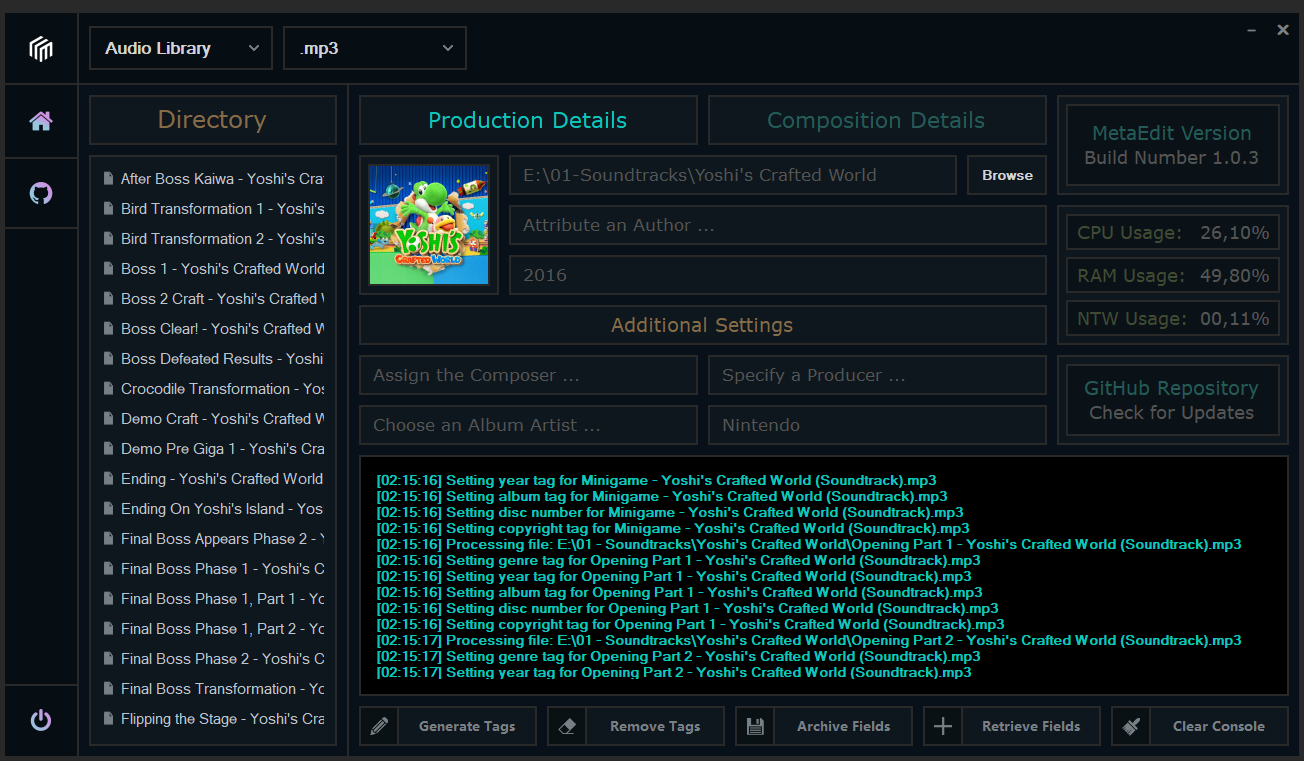 Audio Library
.mp3
Directory
After Boss Kaiwa - Yoshi's Cra
Bird Transformation 1 - Yoshi's
Bird Transformation 2 - Yoshi's
Boss 1 - Yoshi's Crafted World
Boss 2 Craft - Yoshi's Crafted
Boss Clear! - Yoshi's Crafted W
Boss Defeated Results - Yoshi'
Crocodile Transformation - Yos
Demo Craft - Yoshi's Crafted W
Demo Pre Giga 1 - Yoshi's Cra
Ending - Yoshi's Crafted World
Ending On Yoshi's Island - Yos
Final Boss Appears Phase 2 - Y
Final Boss Phase 1 - Yoshi's C
Final Boss Phase 1, Part 1 - Yo
Final Boss Phase 1, Part 2 - Yo
Final Boss Phase 2 - Yoshi's C
Final Boss Transformation - Yo
Flipping the Stage - Yoshi's Cra
Production Details
Composition Details
YOSHI'S
CRAFTED WORLD
E:\01-Soundtracks\Yoshi's Crafted World
Browse
Attribute an Author ...
2016
Additional Settings
Assign the Composer ...
Specify a Producer ...
Choose an Album Artist ...
Nintendo
MetaEdit Version
Build Number 1.0.3
CPU Usage: 26,10%
RAM Usage: 49,80%
NTW Usage: 00,11%
GitHub Repository
Check for Updates
[02:15:16] Setting year tag for Minigame - Yoshi's Crafted World (Soundtrack).mp3
[02:15:16] Setting album tag for Minigame - Yoshi's Crafted World (Soundtrack).mp3
[02:15:16] Setting disc number for Minigame - Yoshi's Crafted World (Soundtrack).mp3
[02:15:16] Setting copyright tag for Minigame - Yoshi's Crafted World (Soundtrack).mp3
[02:15:16] Processing file: E:\01 - Soundtracks\Yoshi's Crafted World\Opening Part 1 - Yoshi's Crafted World (Soundtrack).mp3
[02:15:16] Setting genre tag for Opening Part 1 - Yoshi's Crafted World (Soundtrack).mp3
[02:15:16] Setting year tag for Opening Part 1 - Yoshi's Crafted World (Soundtrack).mp3
[02:15:16] Setting album tag for Opening Part 1 - Yoshi's Crafted World (Soundtrack).mp3
[02:15:16] Setting disc number for Opening Part 1 - Yoshi's Crafted World (Soundtrack).mp3
[02:15:16] Setting copyright tag for Opening Part 1 - Yoshi's Crafted World (Soundtrack).mp3
[02:15:17] Processing file: E:\01 - Soundtracks\Yoshi's Crafted World\Opening Part 2 - Yoshi's Crafted World (Soundtrack).mp3
[02:15:17] Setting genre tag for Opening Part 2 - Yoshi's Crafted World (Soundtrack).mp3
[02:15:17] Setting year tag for Opening Part 2 - Yoshi's Crafted World (Soundtrack).mp3
Generate Tags
Remove Tags
Archive Fields
Retrieve Fields
Clear Console